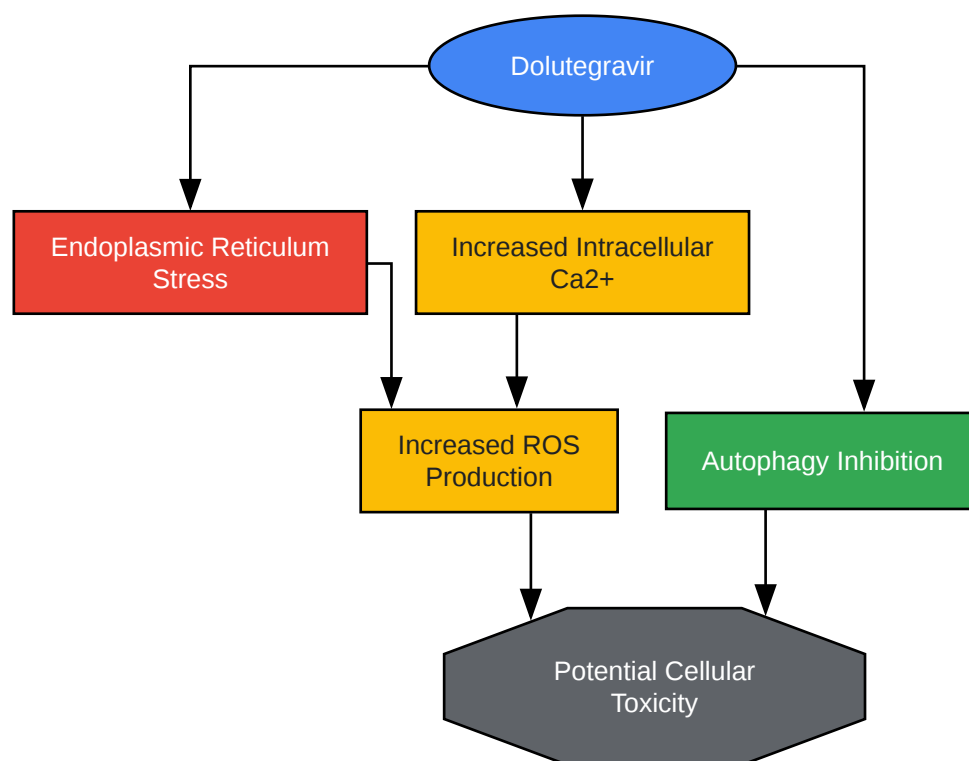 Dolutegravir
Endoplasmic Reticulum
Stress
Increased Intracellular
Ca2+
Increased ROS
Production
Autophagy Inhibition
Potential Cellular
Toxicity